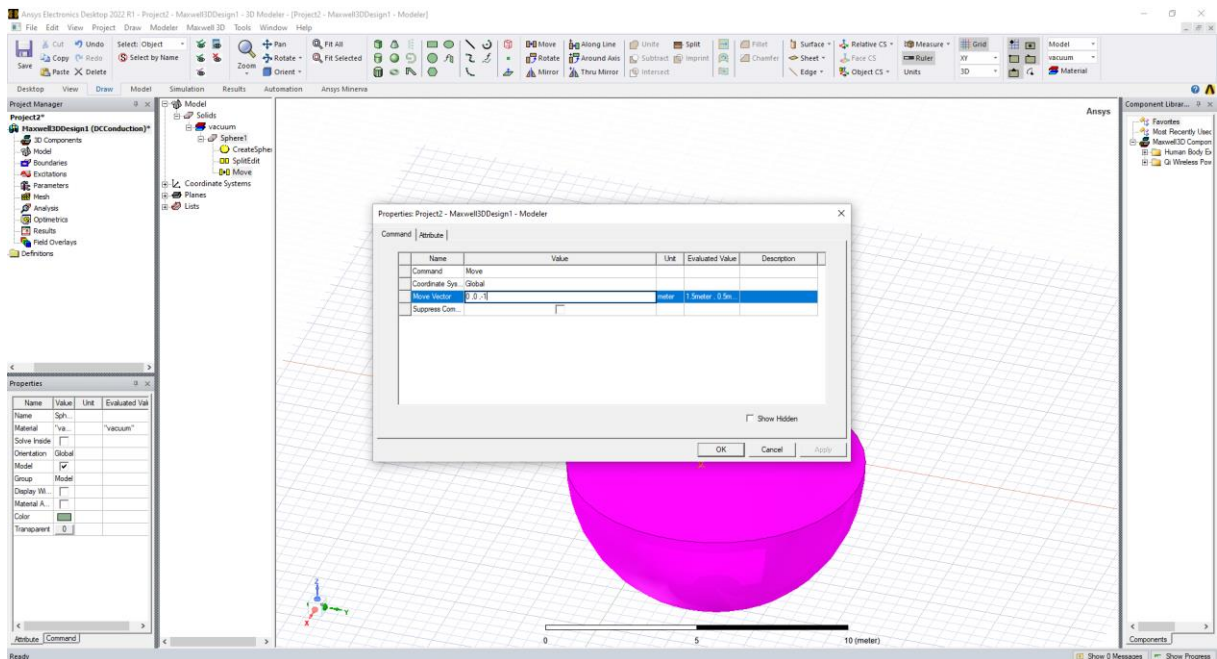 Ansys Electronics Desktop 2022 R1 - Project2 - Maxwell3DDesign1 - 3D Modeler - [Project2 - Maxwell3DDesign1 - Modeler]
File Edit View Project Draw Modeler Maxwell 3D Tools Window Help
Save
Cut Undo Select: Object
Copy Redo Select by Name
Paste Delete
Zoom
Pan Fit All
Rotate Fit Selected
Orient
Move Along Line Unite Split Fillet Surface Relative CS Measure Grid Model
Rotate Around Axis Subtract Imprint Chamfer Sheet Face CS Ruler XY vacuum
Mirror Thru Mirror Intersect Edge Object CS Units 3D Material
Desktop View Draw Model Simulation Results Automation Ansys Minerva
Project Manager
Project2*
Maxwell3DDesign1 (DCConduction)*
3D Components
Model
Boundaries
Excitations
Parameters
Mesh
Analysis
Optimetrics
Results
Field Overlays
Definitions
Model
Solids
vacuum
Sphere1
CreateSphe
SplitEdit
Move
Coordinate Systems
Planes
Lists
Ansys
Component Librar...
Favorites
Most Recently Used
Maxwell3D Compon
Human Body Ex
Qi Wireless Pow
Properties: Project2 - Maxwell3DDesign1 - Modeler
Command Attribute
Name Value Unit Evaluated Value Description
Command Move
Coordinate Sys... Global
Move Vector 0 ,0 ,-1 meter 1.5meter , 0.5m...
Suppress Com...
Show Hidden
OK Cancel Apply
Properties
Name Value Unit Evaluated Val
Name Sph...
Material "va... "vacuum"
Solve Inside
Orientation Global
Model
Group Model
Display Wi...
Material A...
Color
Transparent 0
Attribute Command
Z
Y
X
0 5 10 (meter)
Components
Ready
Show 0 Messages Show Progress